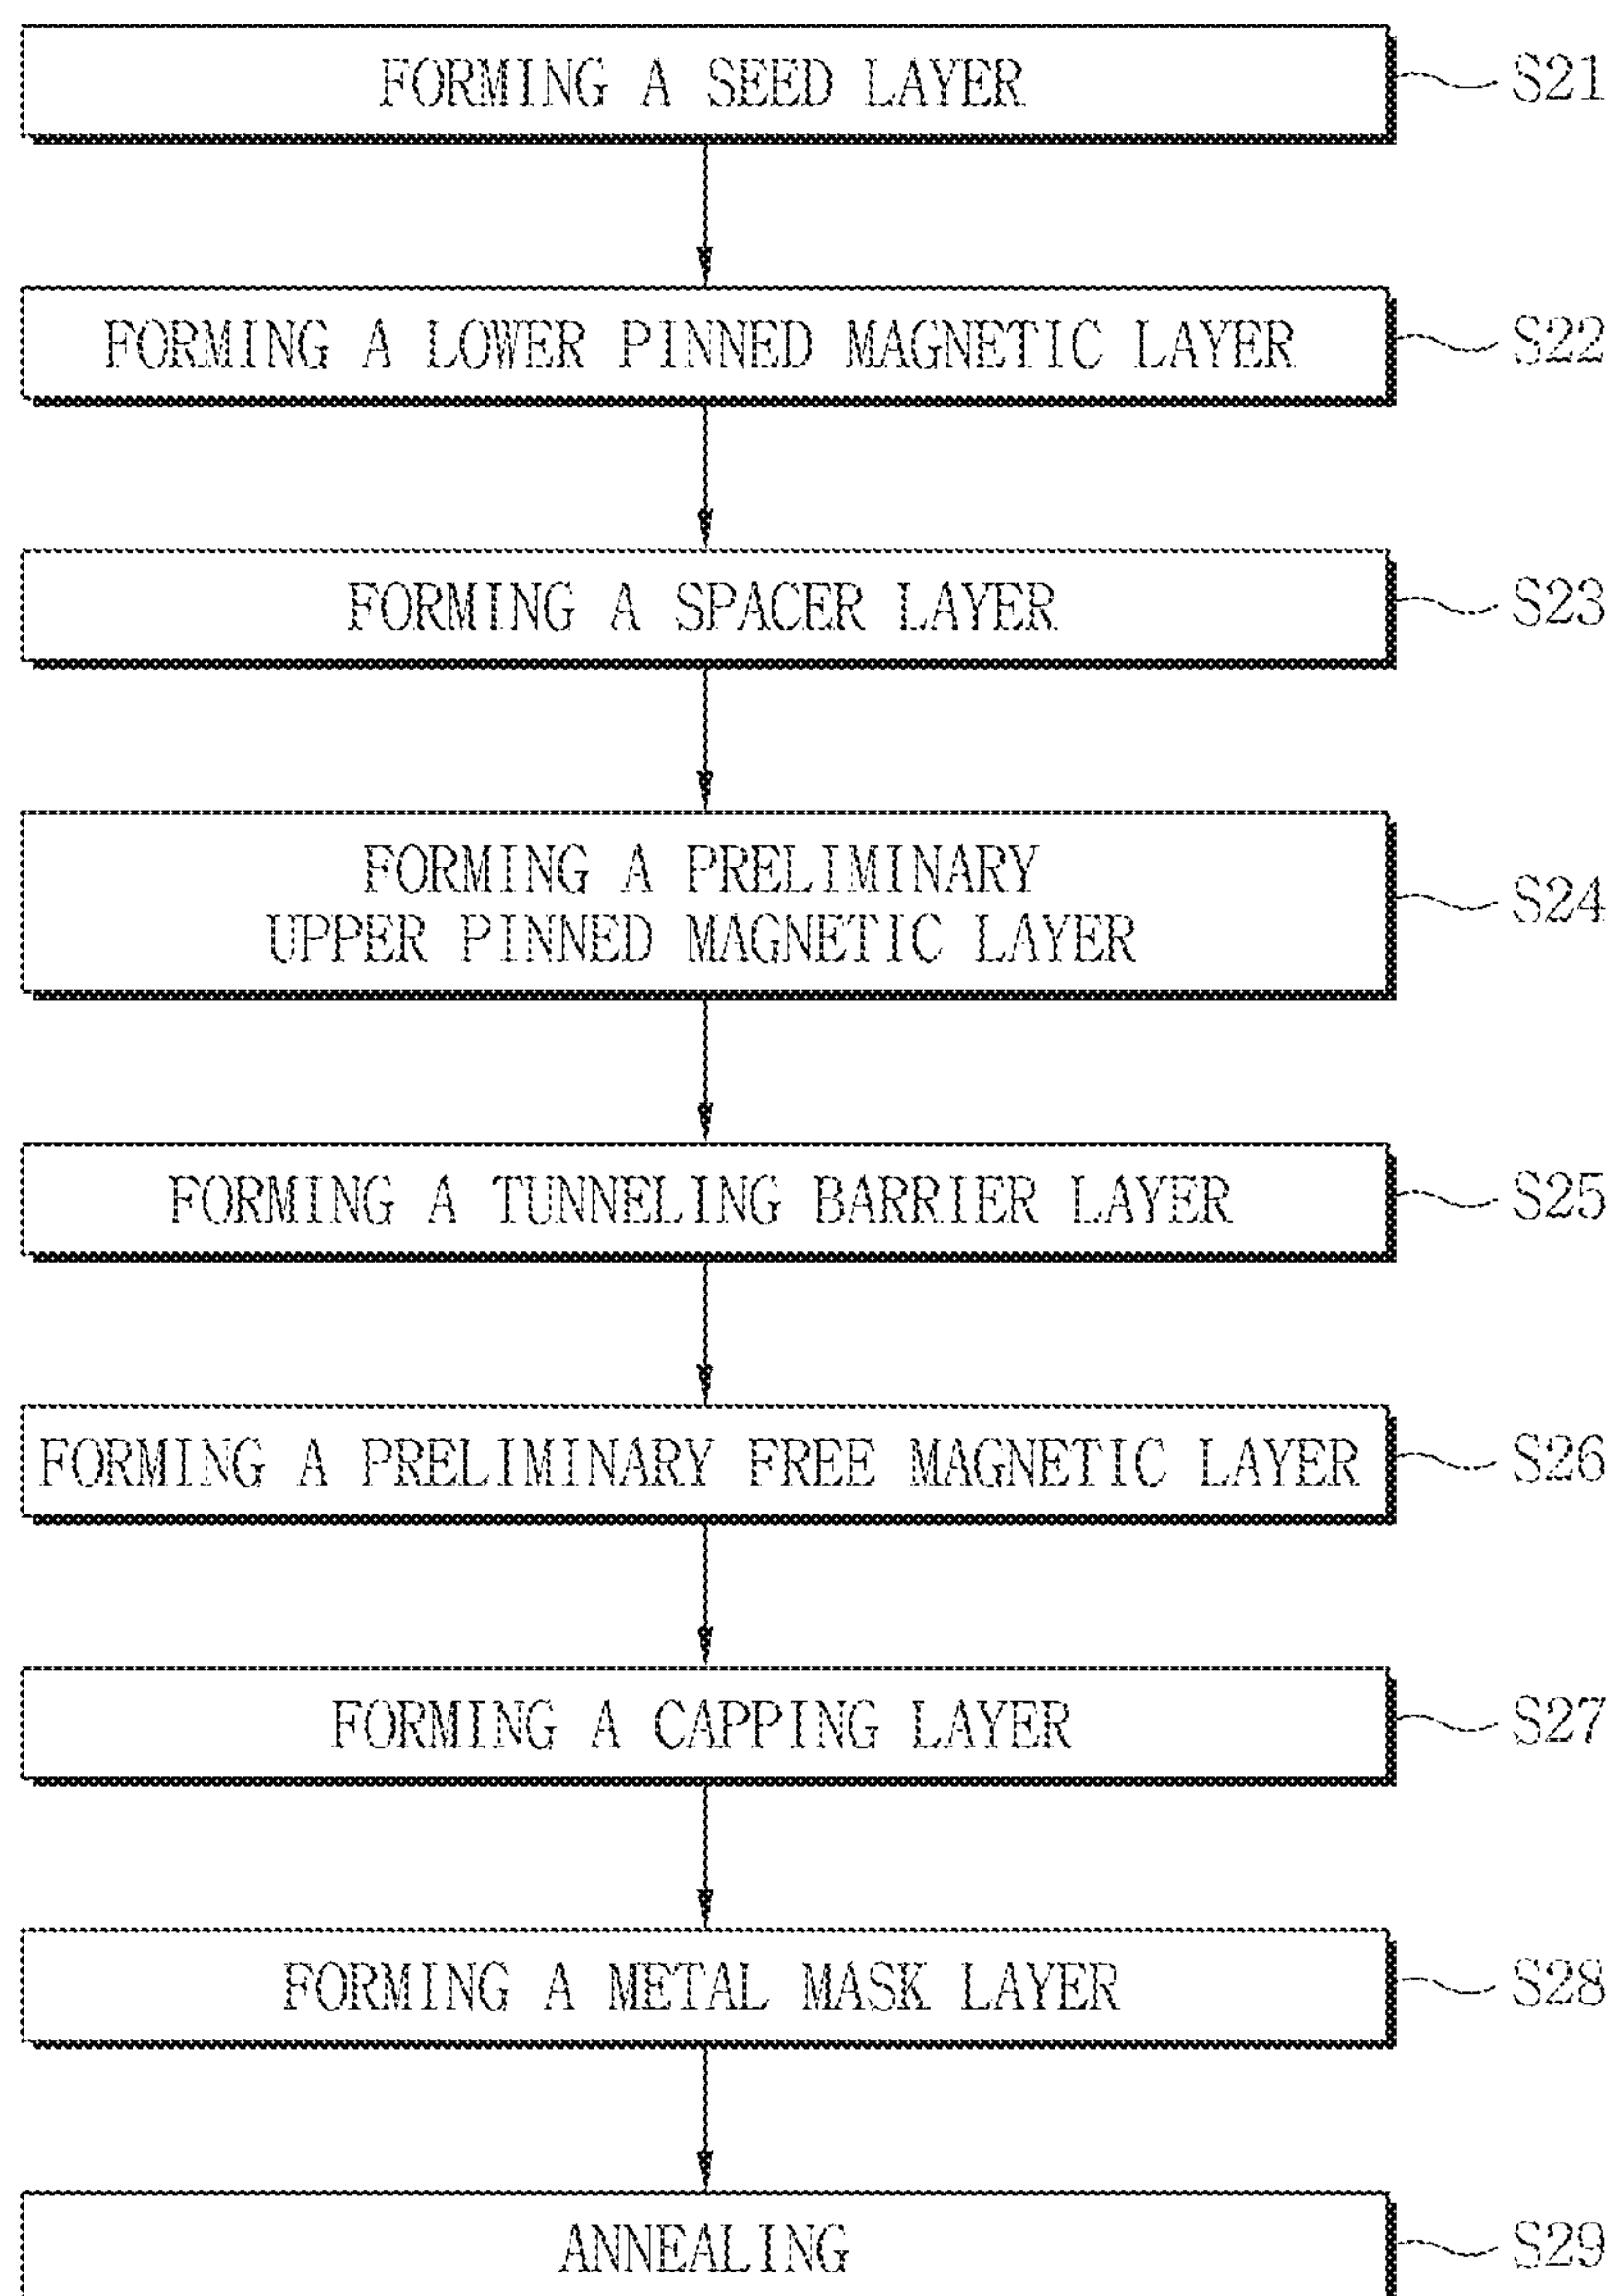 FORMING A SEED LAYER
S21
FORMING A LOWER PINNED MAGNETIC LAYER
S22
FORMING A SPACER LAYER
S23
FORMING A PRELIMINARY
UPPER PINNED MAGNETIC LAYER
S24
FORMING A TUNNELING BARRIER LAYER
S25
FORMING A PRELIMINARY FREE MAGNETIC LAYER
S26
FORMING A CAPPING LAYER
S27
FORMING A METAL MASK LAYER
S28
ANNEALING
S29